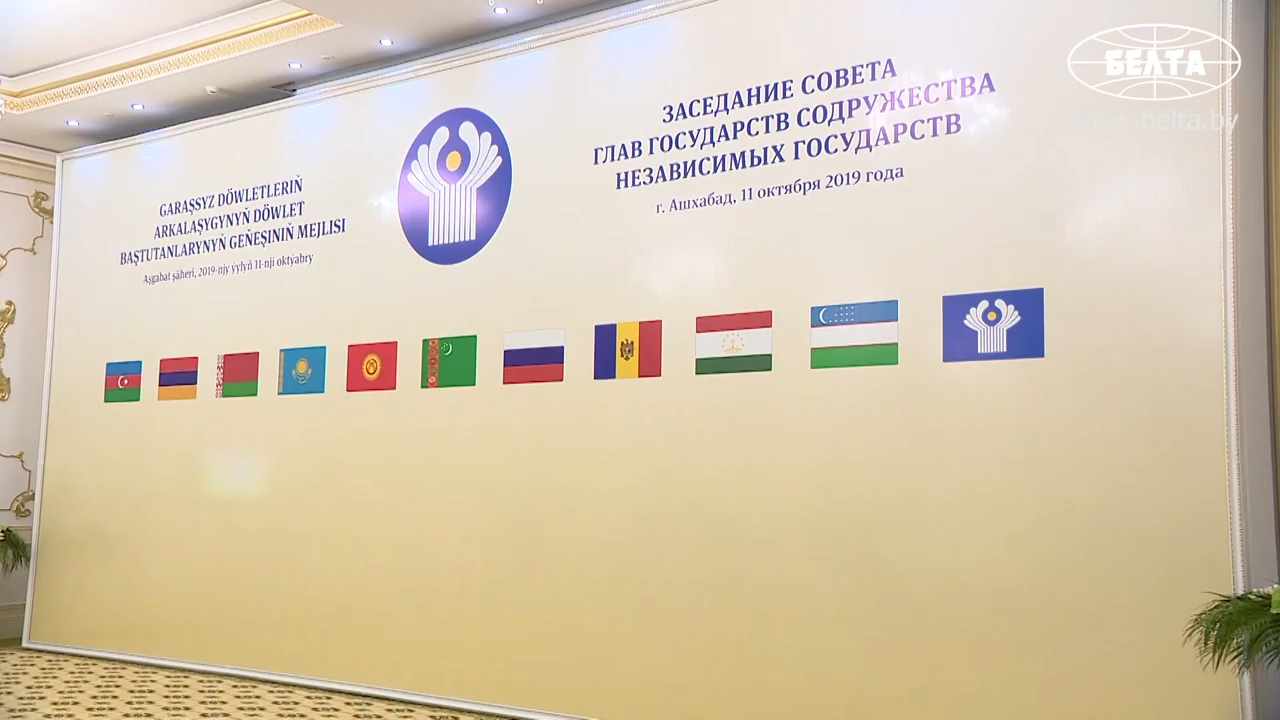 GARAŞSYZ DÖWLETLERIŇ
ARKALAŞYGYNYŇ DÖWLET
BAŞTUTANLARYNYŇ GEŇEŞINIŇ MEJLISI
Aşgabat şäheri, 2019-njy ýylyň 11-nji oktýabry
ЗАСЕДАНИЕ СОВЕТА
ГЛАВ ГОСУДАРСТВ СОДРУЖЕСТВА
НЕЗАВИСИМЫХ ГОСУДАРСТВ
г. Ашхабад, 11 октября 2019 года
БЕЛТА
www.belta.by